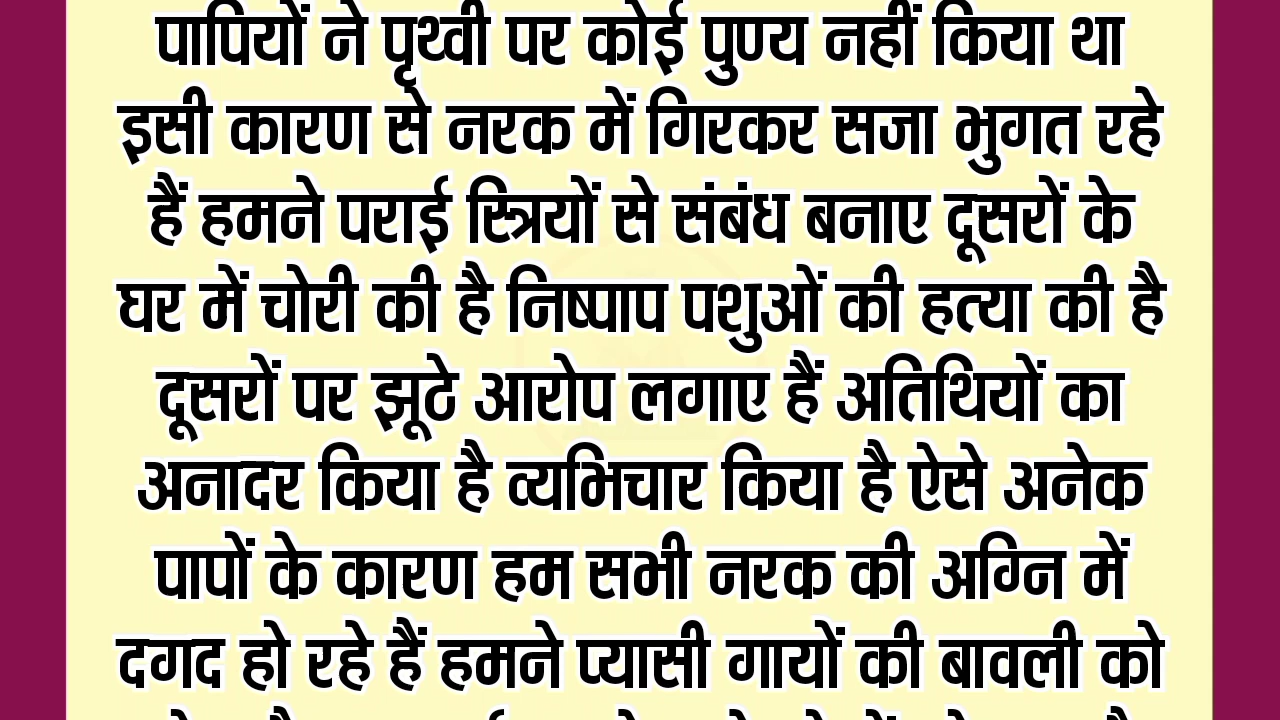 पापियों ने पृथ्वी पर कोई पुण्य नहीं किया था
इसी कारण से नरक में गिरकर सजा भुगत रहे
हैं हमने पराई स्त्रियों से संबंध बनाए दूसरों के
घर में चोरी की है निष्पाप पशुओं की हत्या की है
दूसरों पर झूठे आरोप लगाए हैं अतिथियों का
अनादर किया है व्यभिचार किया है ऐसे अनेक
पापों के कारण हम सभी नरक की अग्नि में
दगद हो रहे हैं हमने प्यासी गायों की बावली को